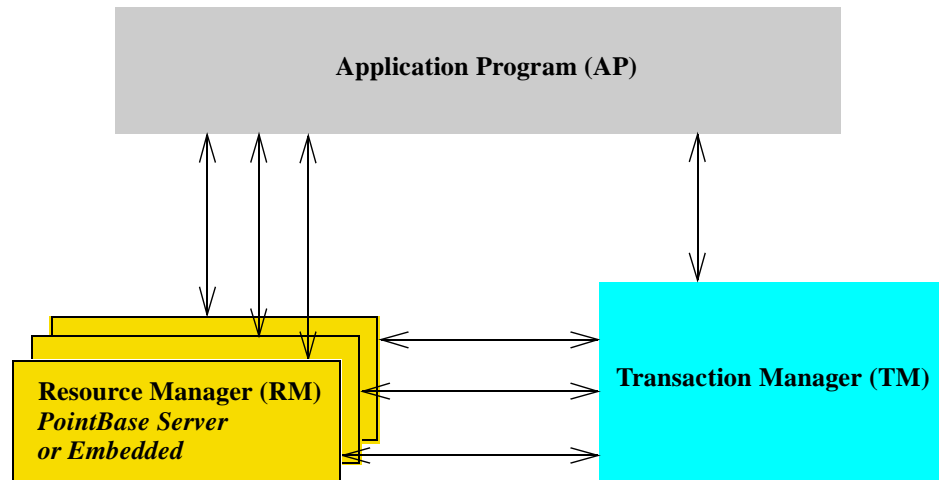 Application Program (AP)
Resource Manager (RM)
PointBase Server
or Embedded
Transaction Manager (TM)